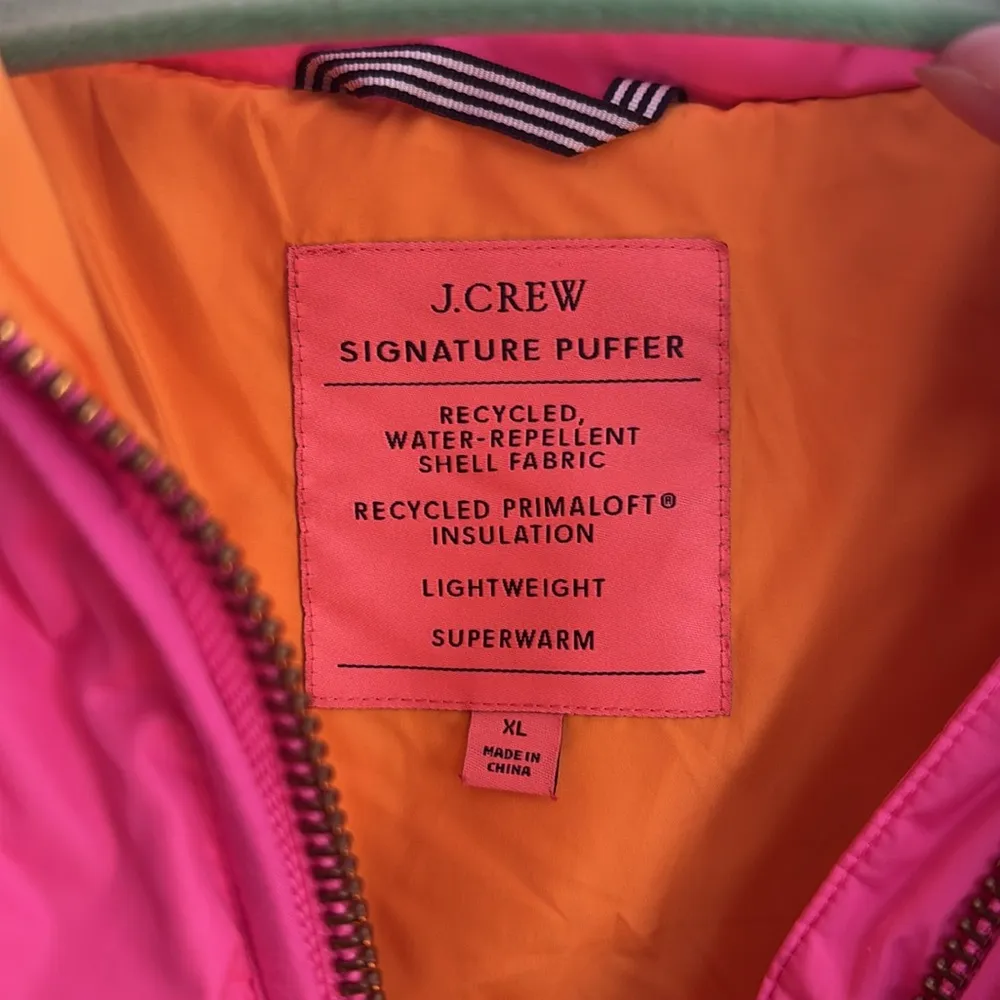 J.CREW
SIGNATURE PUFFER
RECYCLED,
WATER-REPELLENT
SHELL FABRIC
RECYCLED PRIMALOFT®
INSULATION
LIGHTWEIGHT
SUPERWARM
XL
MADE IN
CHINA